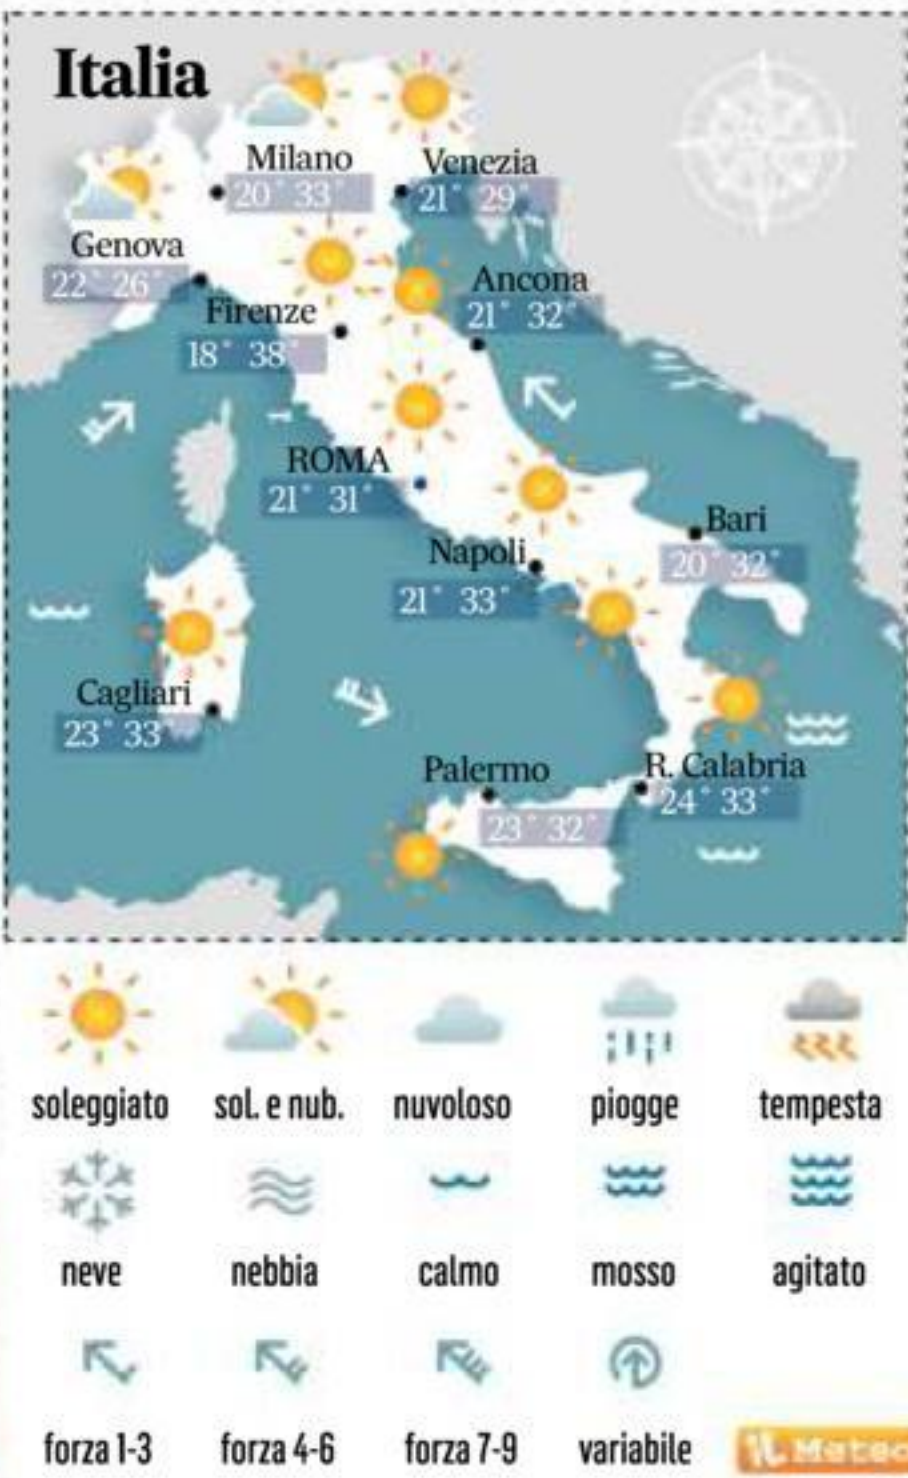 Italia
Milano
20° 33°
Venezia
21° 29°
Genova
22° 26°
Ancona
21° 32°
Firenze
18° 38°
ROMA
21° 31°
Bari
20° 32°
Napoli
21° 33°
Cagliari
23° 33°
Palermo
23° 32°
R. Calabria
24° 33°
soleggiato sol. e nub. nuvoloso piogge tempesta
neve nebbia calmo mosso agitato
forza 1-3 forza 4-6 forza 7-9 variabile
iL Meteo